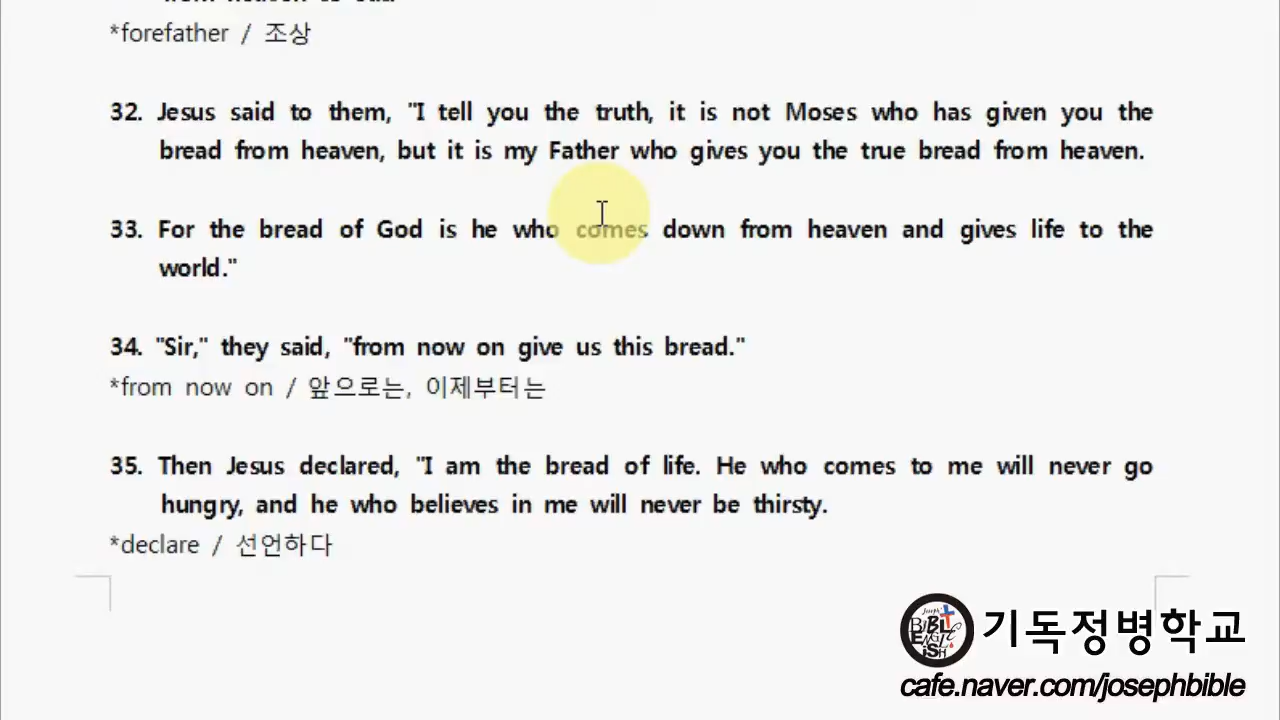 *forefather / 조상
32. Jesus said to them, "I tell you the truth, it is not Moses who has given you the
bread from heaven, but it is my Father who gives you the true bread from heaven.
33. For the bread of God is he who comes down from heaven and gives life to the
world."
34. "Sir," they said, "from now on give us this bread."
*from now on / 앞으로는, 이제부터는
35. Then Jesus declared, "I am the bread of life. He who comes to me will never go
hungry, and he who believes in me will never be thirsty.
*declare / 선언하다
Joseph's
BIBLE
ENGL
iSH
기독정병학교
cafe.naver.com/josephbible